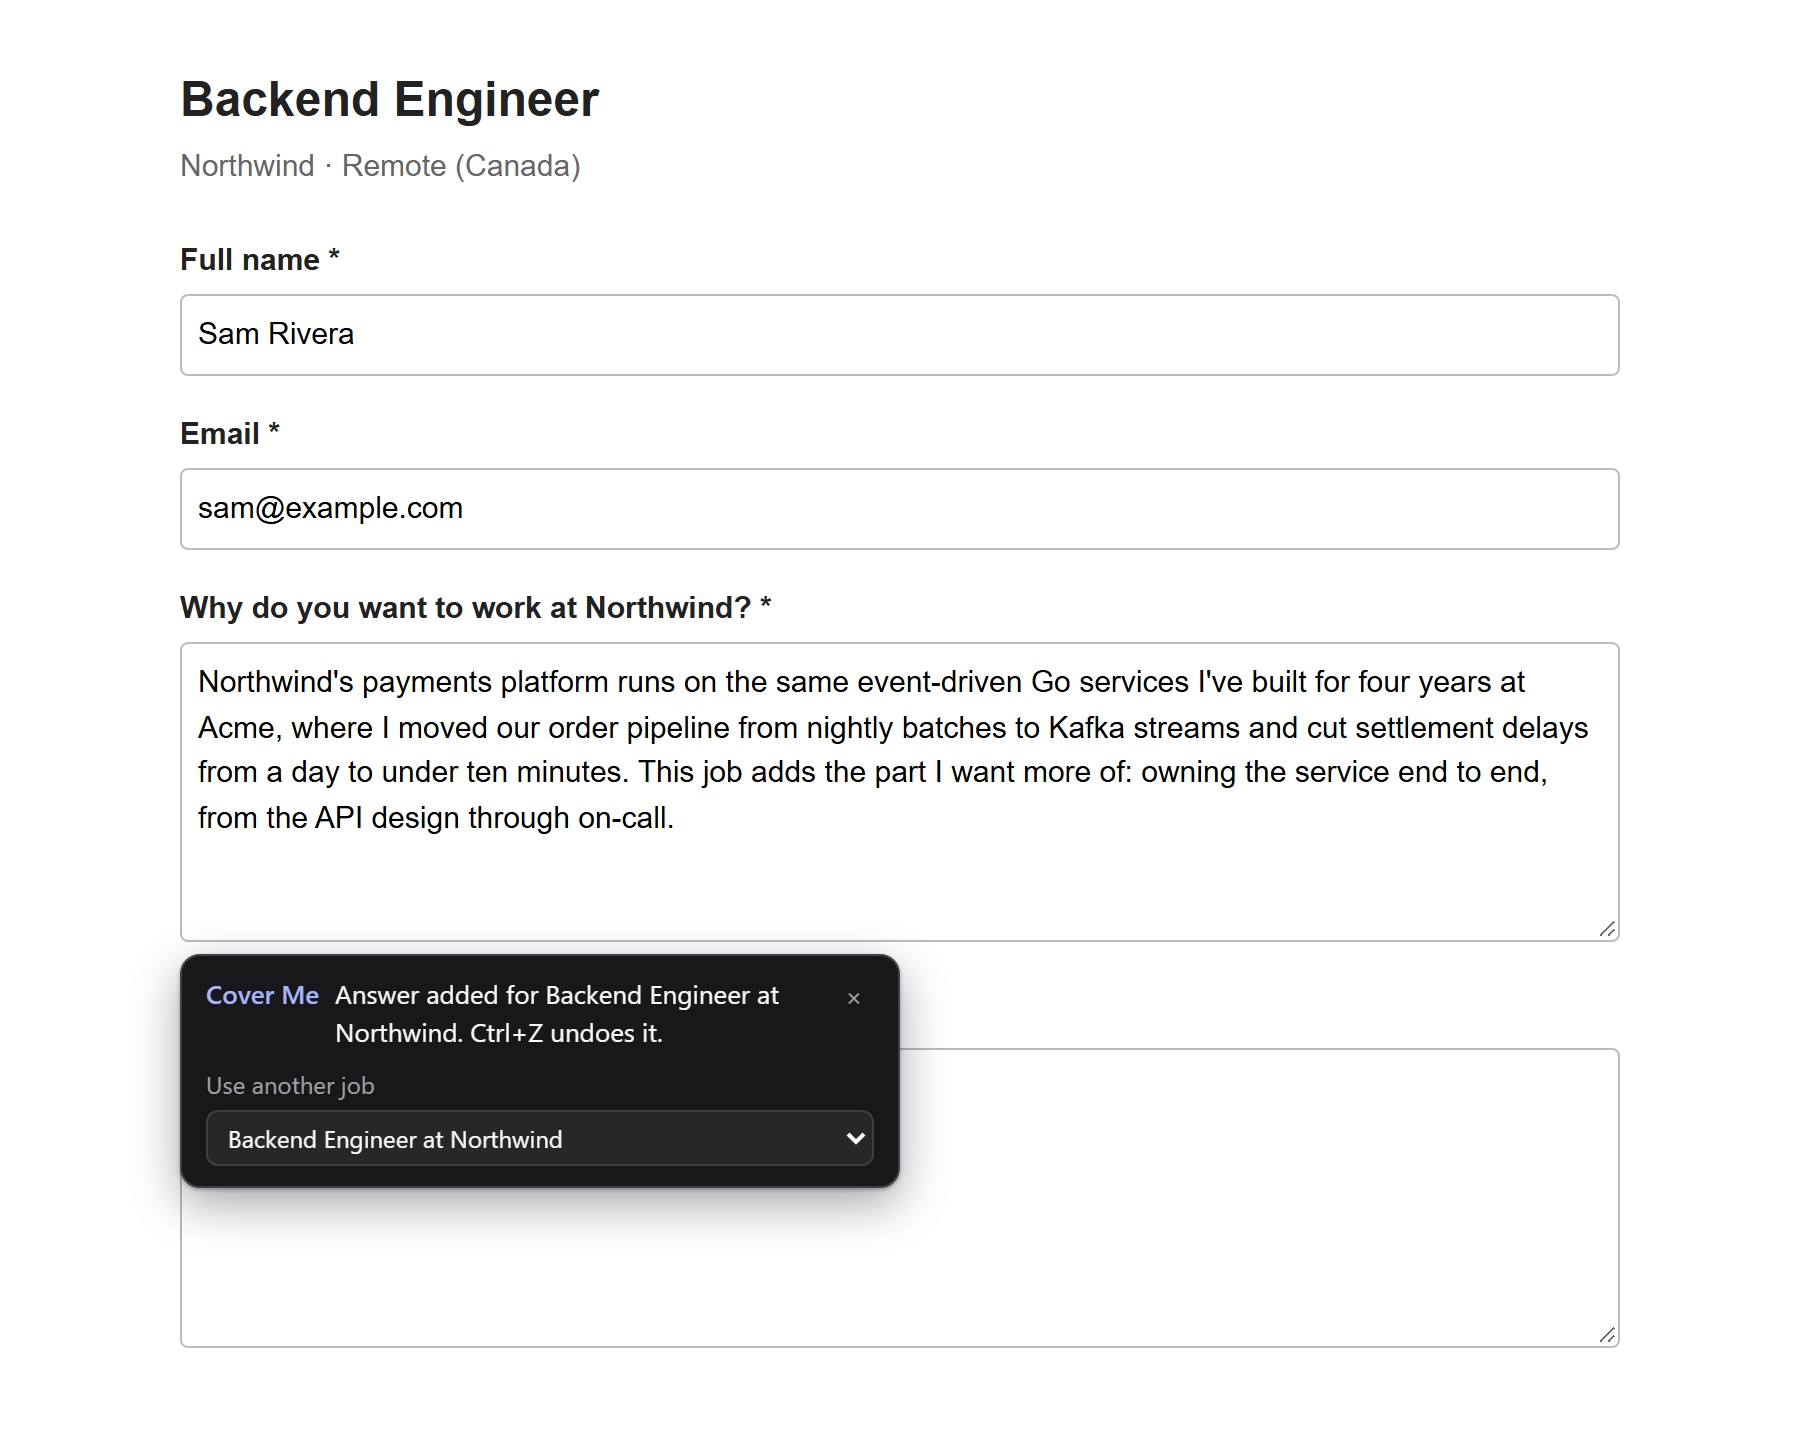 Backend Engineer
Northwind · Remote (Canada)
Full name *
Sam Rivera
Email *
sam@example.com
Why do you want to work at Northwind? *
Northwind's payments platform runs on the same event-driven Go services I've built for four years at
Acme, where I moved our order pipeline from nightly batches to Kafka streams and cut settlement delays
from a day to under ten minutes. This job adds the part I want more of: owning the service end to end,
from the API design through on-call.
Cover Me Answer added for Backend Engineer at ×
Northwind. Ctrl+Z undoes it.
Use another job
Backend Engineer at Northwind